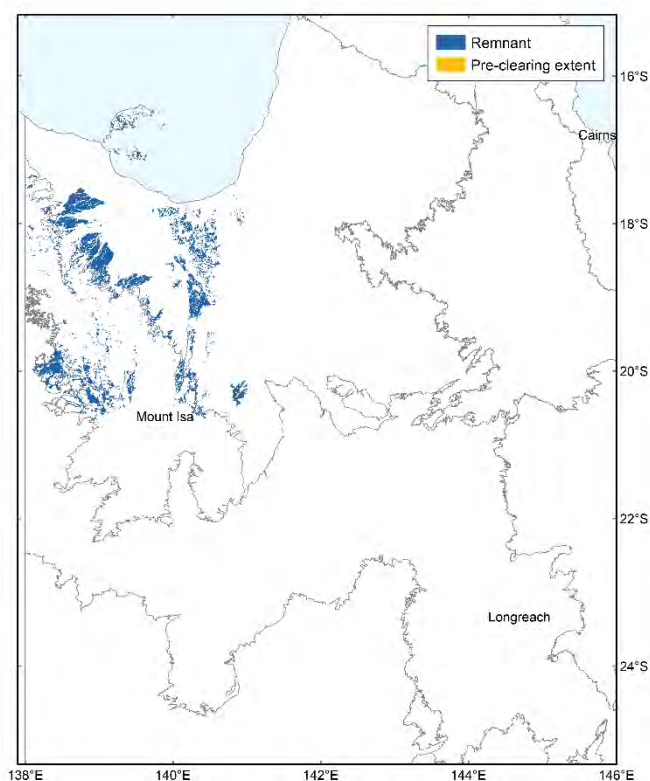 Remnant
Pre-clearing extent
16°S
Cairns
18°S
20°S
Mount Isa
22°S
Longreach
24°S
138°E 140°E 142°E 144°E 146°E